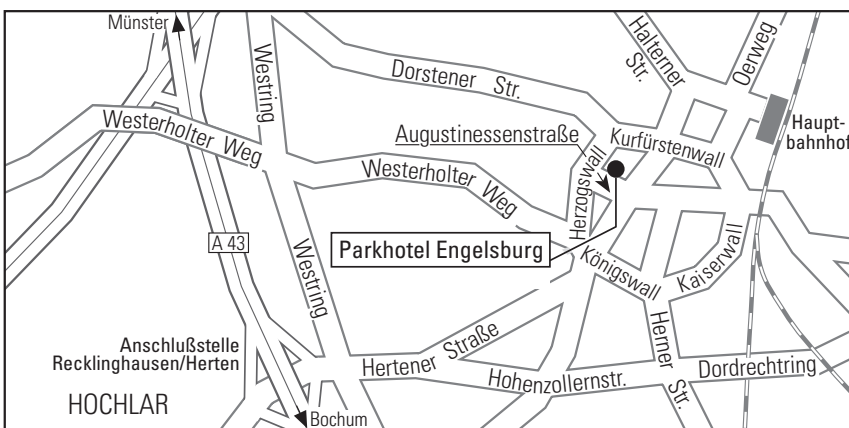 Münster
Westring
Halterner
Str.
Oerweg
Dorstener Str.
Westerholter Weg
Augustinessenstraße
Kurfürstenwall
Haupt-
bahnhof
Westerholter Weg
Herzogswall
A 43
Westring
Parkhotel Engelsburg
Königswall
Kaiserwall
Anschlußstelle
Recklinghausen/Herten
Hertener Straße
Herner Str.
Hohenzollernstr.
Dordrechtring
HOCHLAR
Bochum